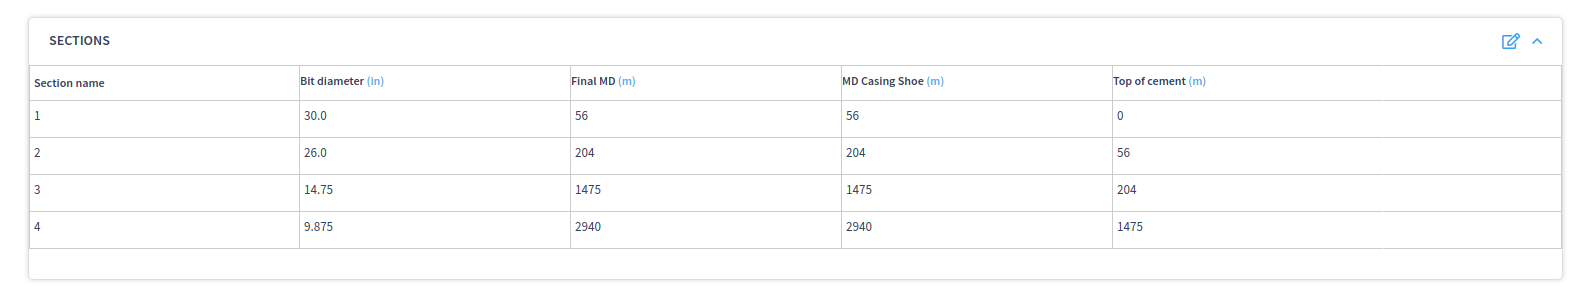 SECTIONS
Section name Bit diameter (in) Final MD (m) MD Casing Shoe (m) Top of cement (m)
1 30.0 56 56 0
2 26.0 204 204 56
3 14.75 1475 1475 204
4 9.875 2940 2940 1475